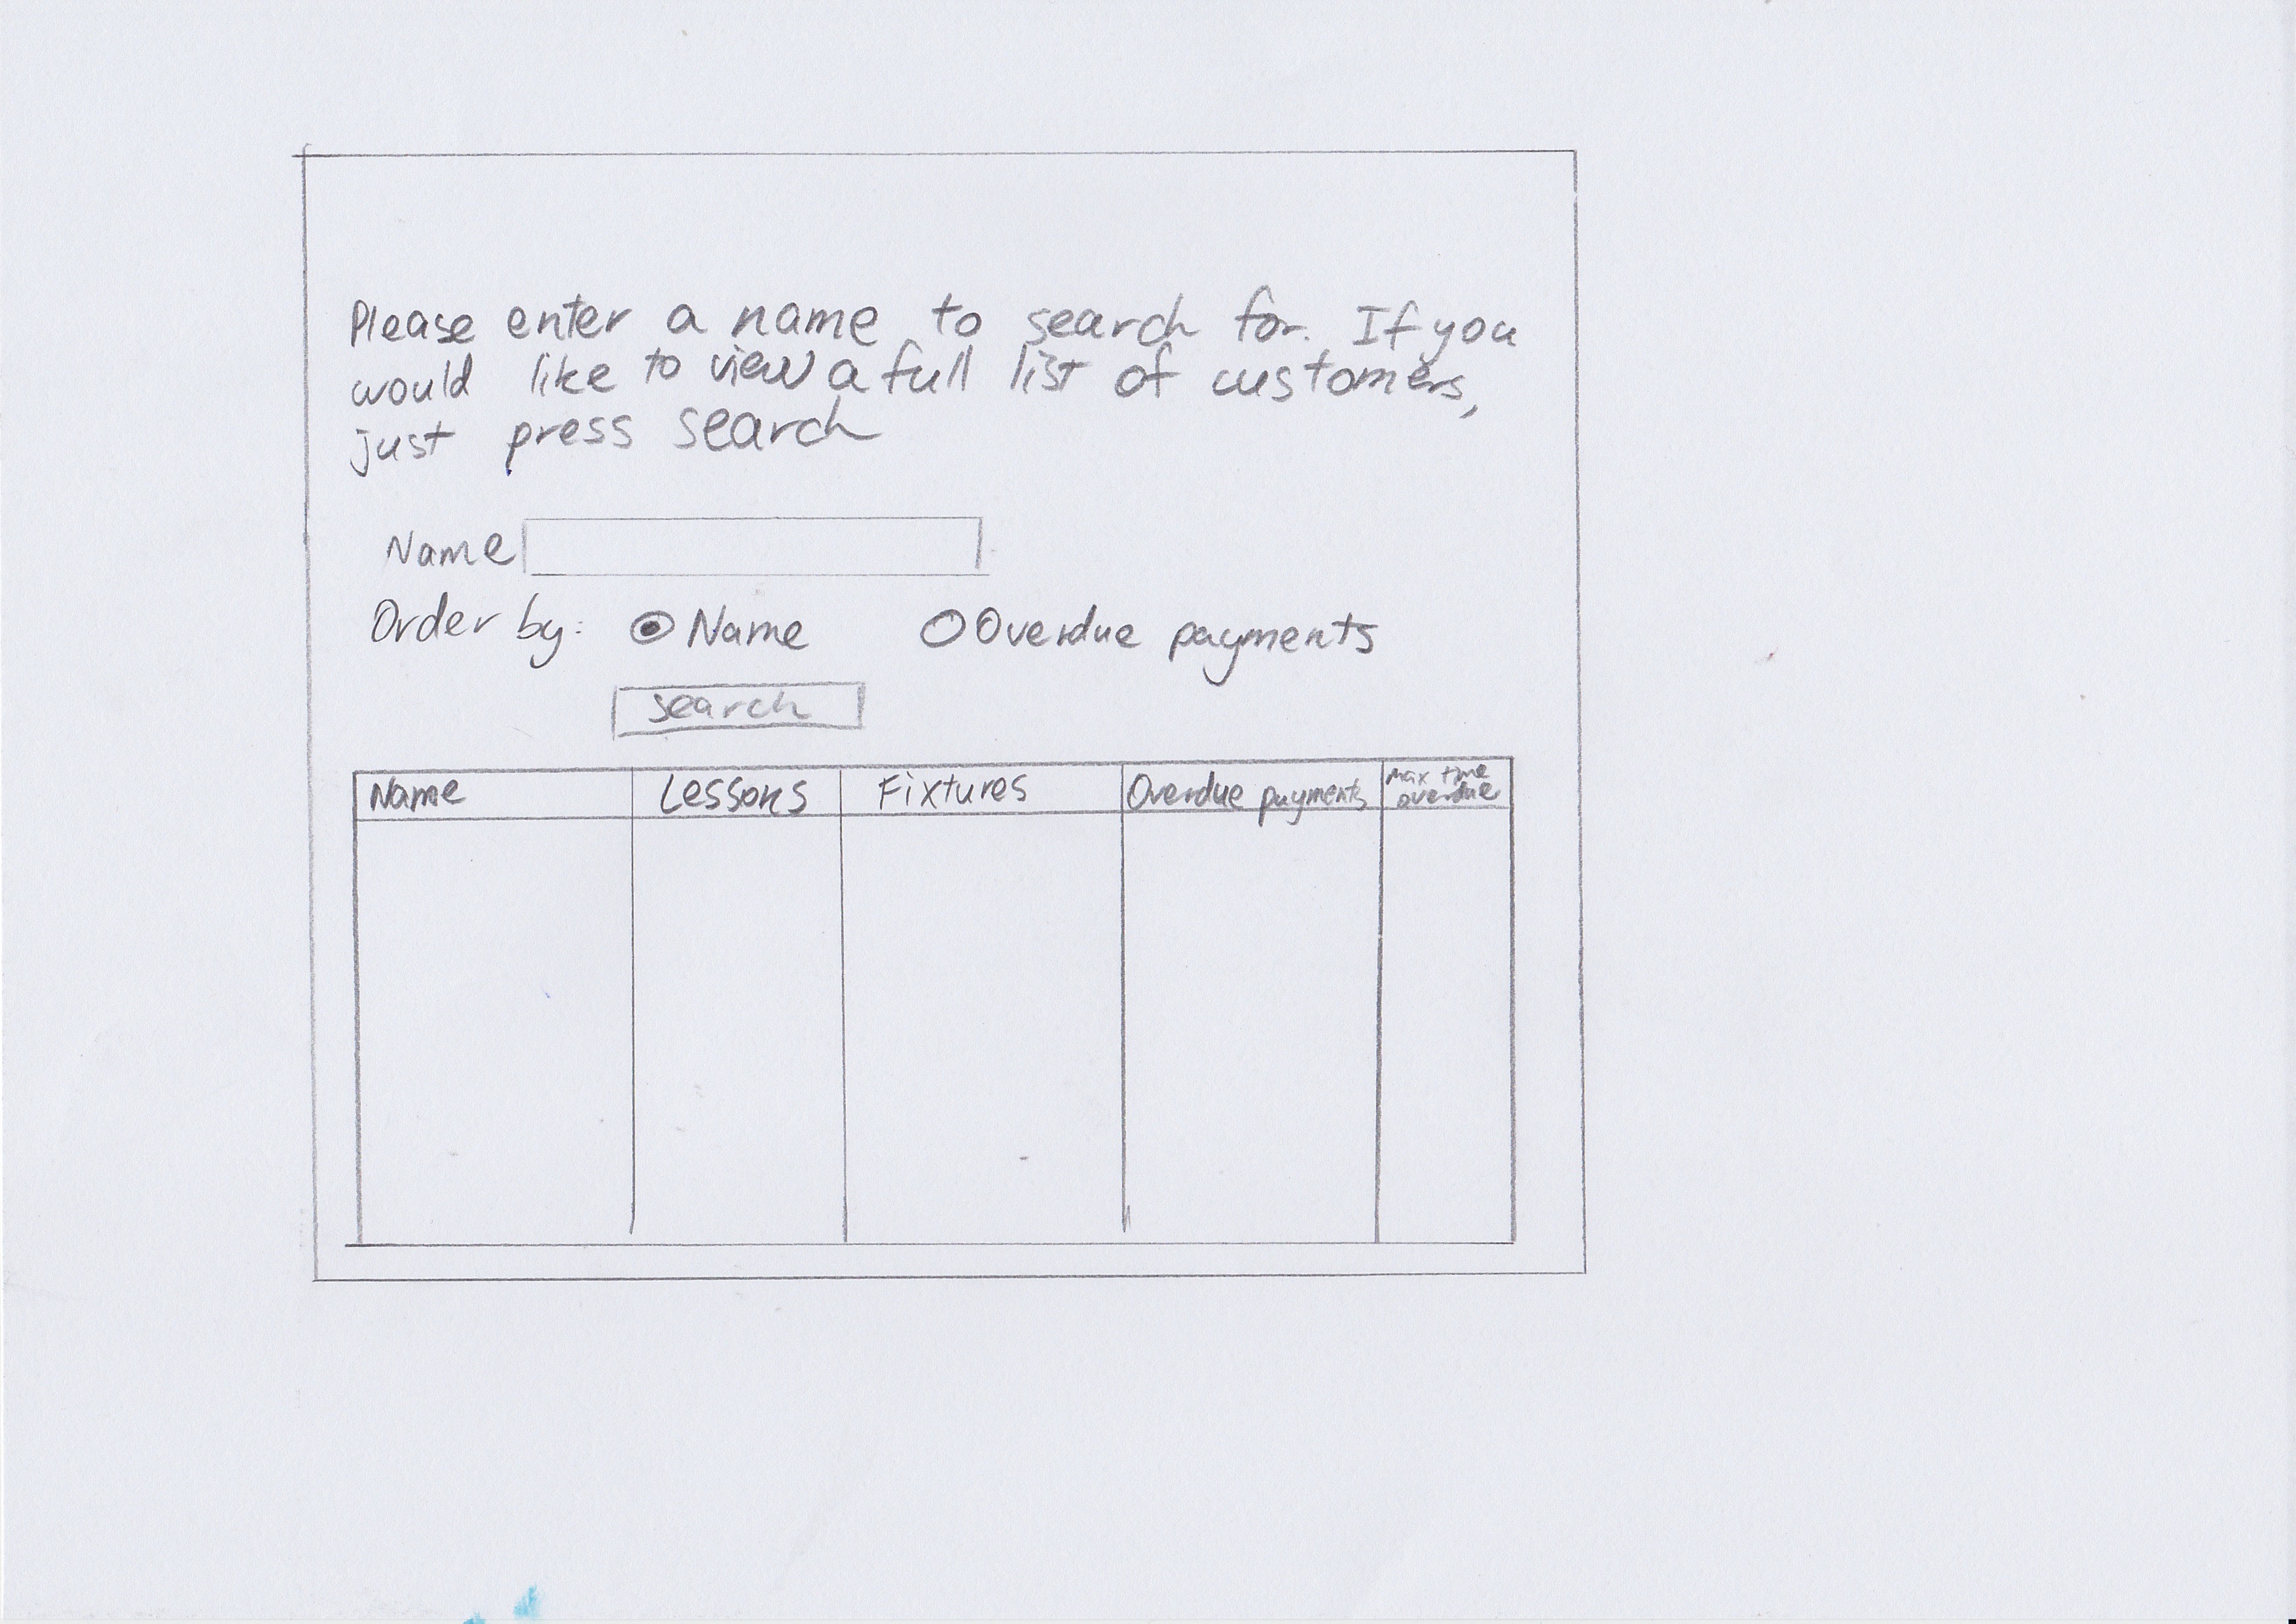 Please enter a name to search for. If you
would like to view a full list of customers,
just press search
Name
Order by: Name Overdue payments
search
Name Lessons Fixtures Overdue payments max time
overdue